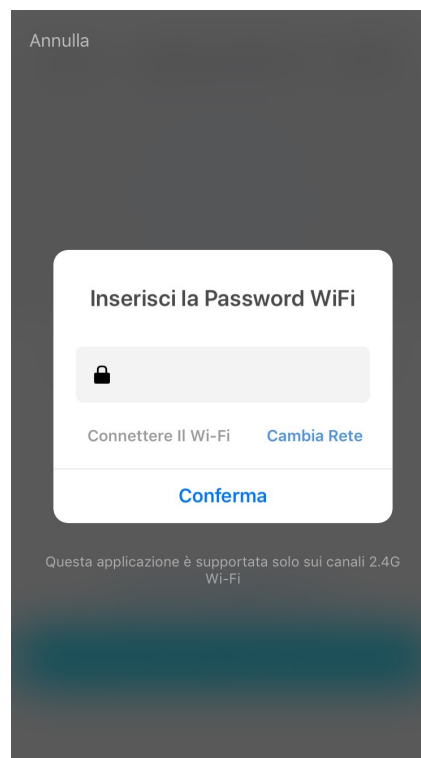 Annulla
Inserisci la Password WiFi
Connettere Il Wi-Fi
Cambia Rete
Conferma
Questa applicazione è supportata solo sui canali 2.4G
Wi-Fi